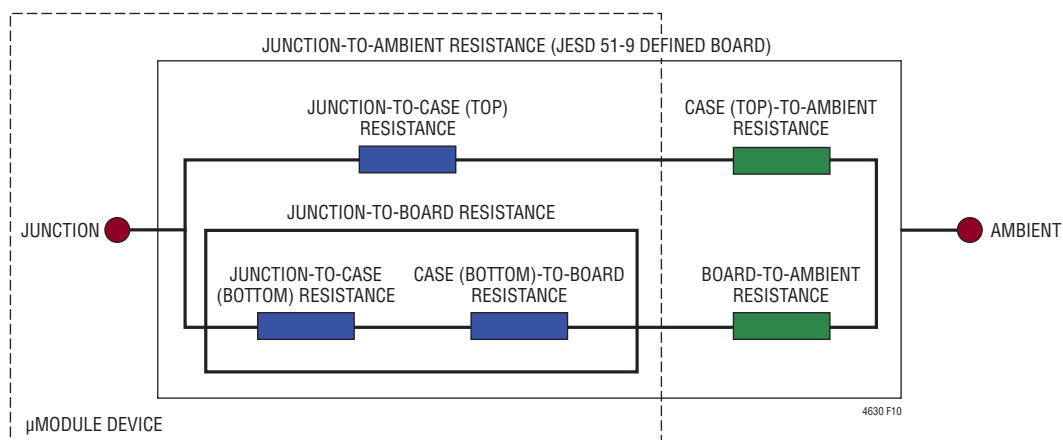 JUNCTION-TO-AMBIENT RESISTANCE (JESD 51-9 DEFINED BOARD)
JUNCTION-TO-CASE (TOP)
RESISTANCE
CASE (TOP)-TO-AMBIENT
RESISTANCE
JUNCTION-TO-BOARD RESISTANCE
JUNCTION
AMBIENT
JUNCTION-TO-CASE
(BOTTOM) RESISTANCE
CASE (BOTTOM)-TO-BOARD
RESISTANCE
BOARD-TO-AMBIENT
RESISTANCE
4630 F10
µMODULE DEVICE